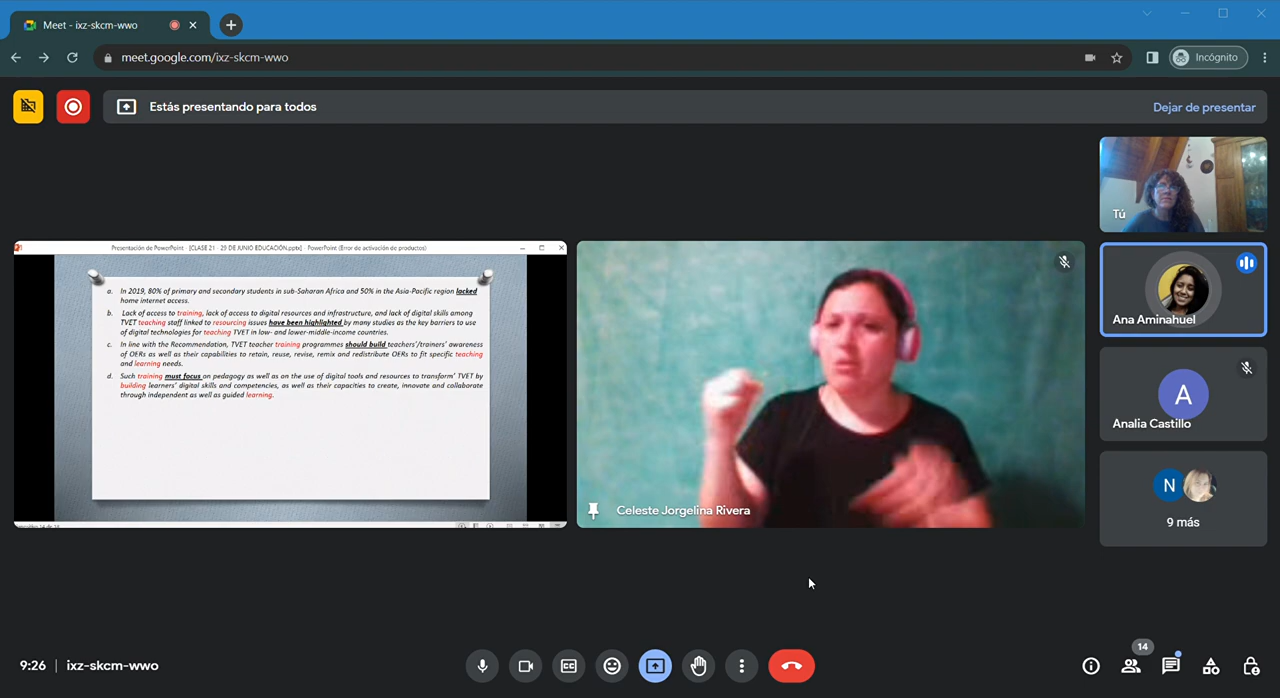 Meet - ixz-skcm-wwo
meet.google.com/ixz-skcm-wwo
Incógnito
Estás presentando para todos
Dejar de presentar
Tú
Presentación de PowerPoint - [CLASE 21 - 29 DE JUNIO EDUCACIÓN.pptx] - PowerPoint (Error de activación de productos)
a. In 2019, 80% of primary and secondary students in sub-Saharan Africa and 50% in the Asia-Pacific region lacked
home internet access.
b. Lack of access to training, lack of access to digital resources and infrastructure, and lack of digital skills among
TVET teaching staff linked to resourcing issues have been highlighted by many studies as the key barriers to use
of digital technologies for teaching TVET in low- and lower-middle-income countries.
c. In line with the Recommendation, TVET teacher training programmes should build teachers'/trainers' awareness
of OERs as well as their capabilities to retain, reuse, revise, remix and redistribute OERs to fit specific teaching
and learning needs.
d. Such training must focus on pedagogy as well as on the use of digital tools and resources to transform' TVET by
building learners' digital skills and competencies, as well as their capacities to create, innovate and collaborate
through independent as well as guided learning.
Celeste Jorgelina Rivera
Ana Aminahuel
A
Analia Castillo
N
9 más
9:26 | ixz-skcm-wwo
14